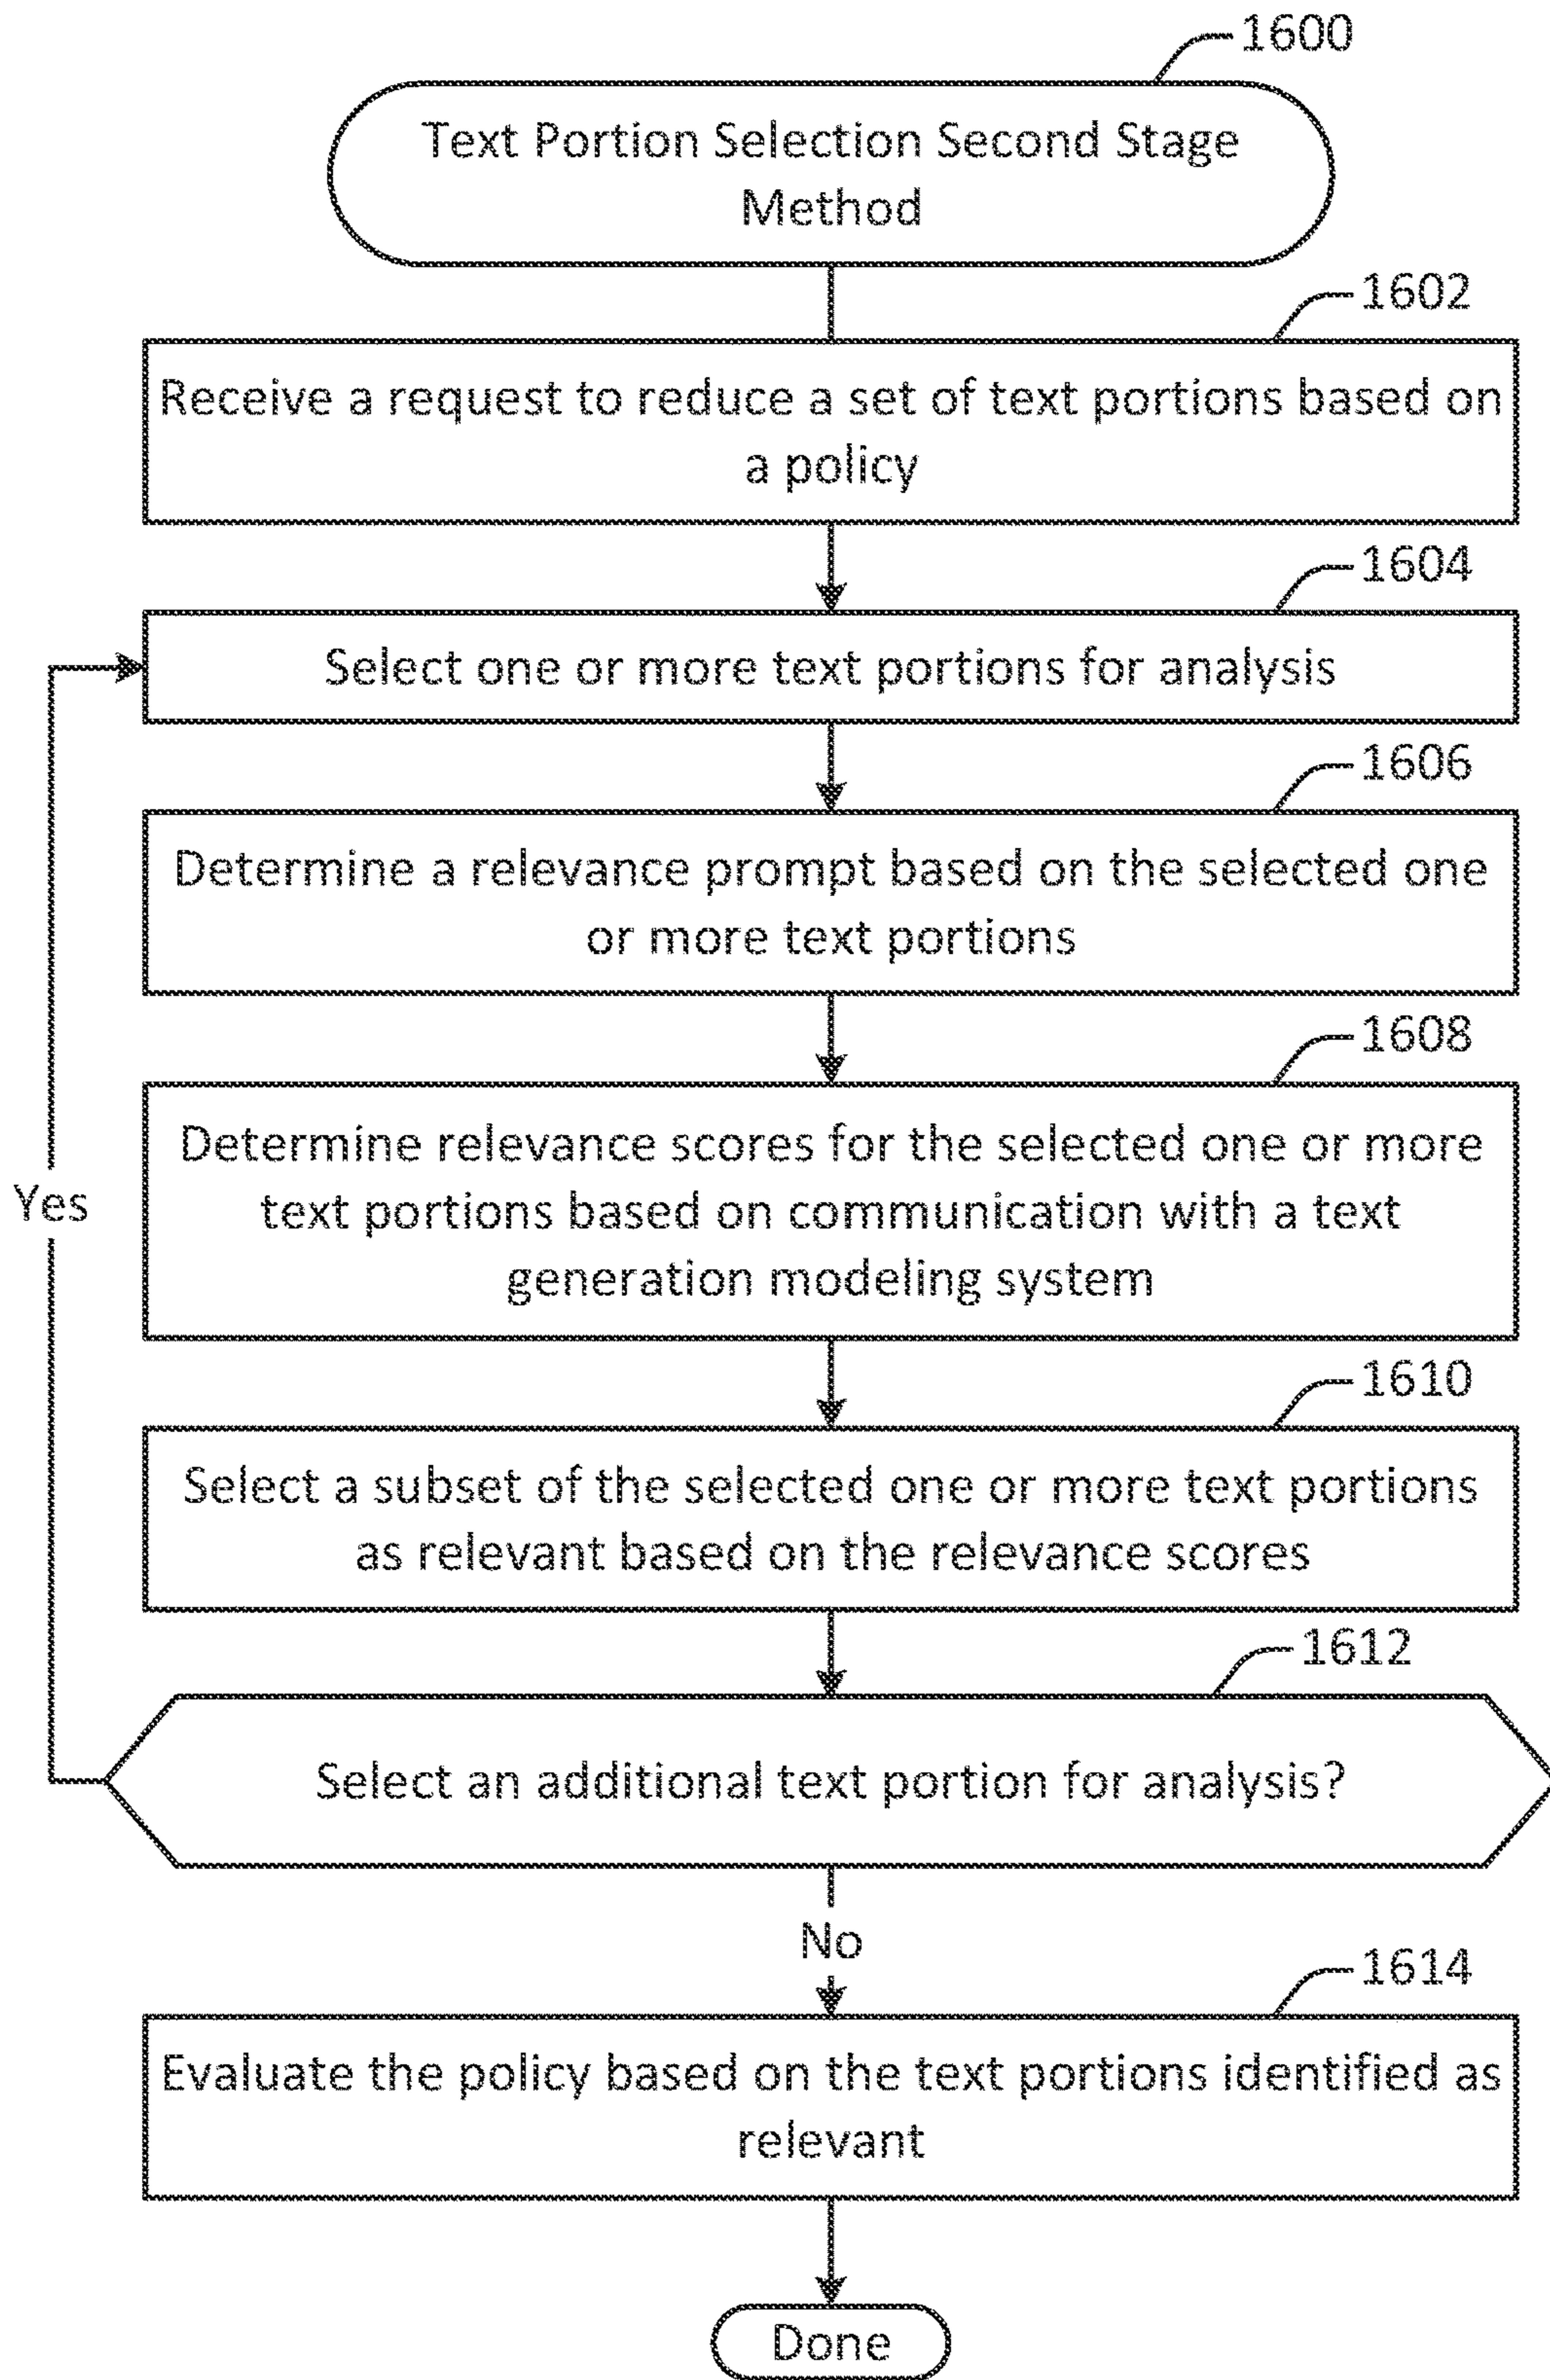 1600
Text Portion Selection Second Stage
Method
1602
Receive a request to reduce a set of text portions based on
a policy
1604
Select one or more text portions for analysis
1606
Determine a relevance prompt based on the selected one
or more text portions
1608
Determine relevance scores for the selected one or more
text portions based on communication with a text
generation modeling system
Yes
1610
Select a subset of the selected one or more text portions
as relevant based on the relevance scores
1612
Select an additional text portion for analysis?
No
1614
Evaluate the policy based on the text portions identified as
relevant
Done